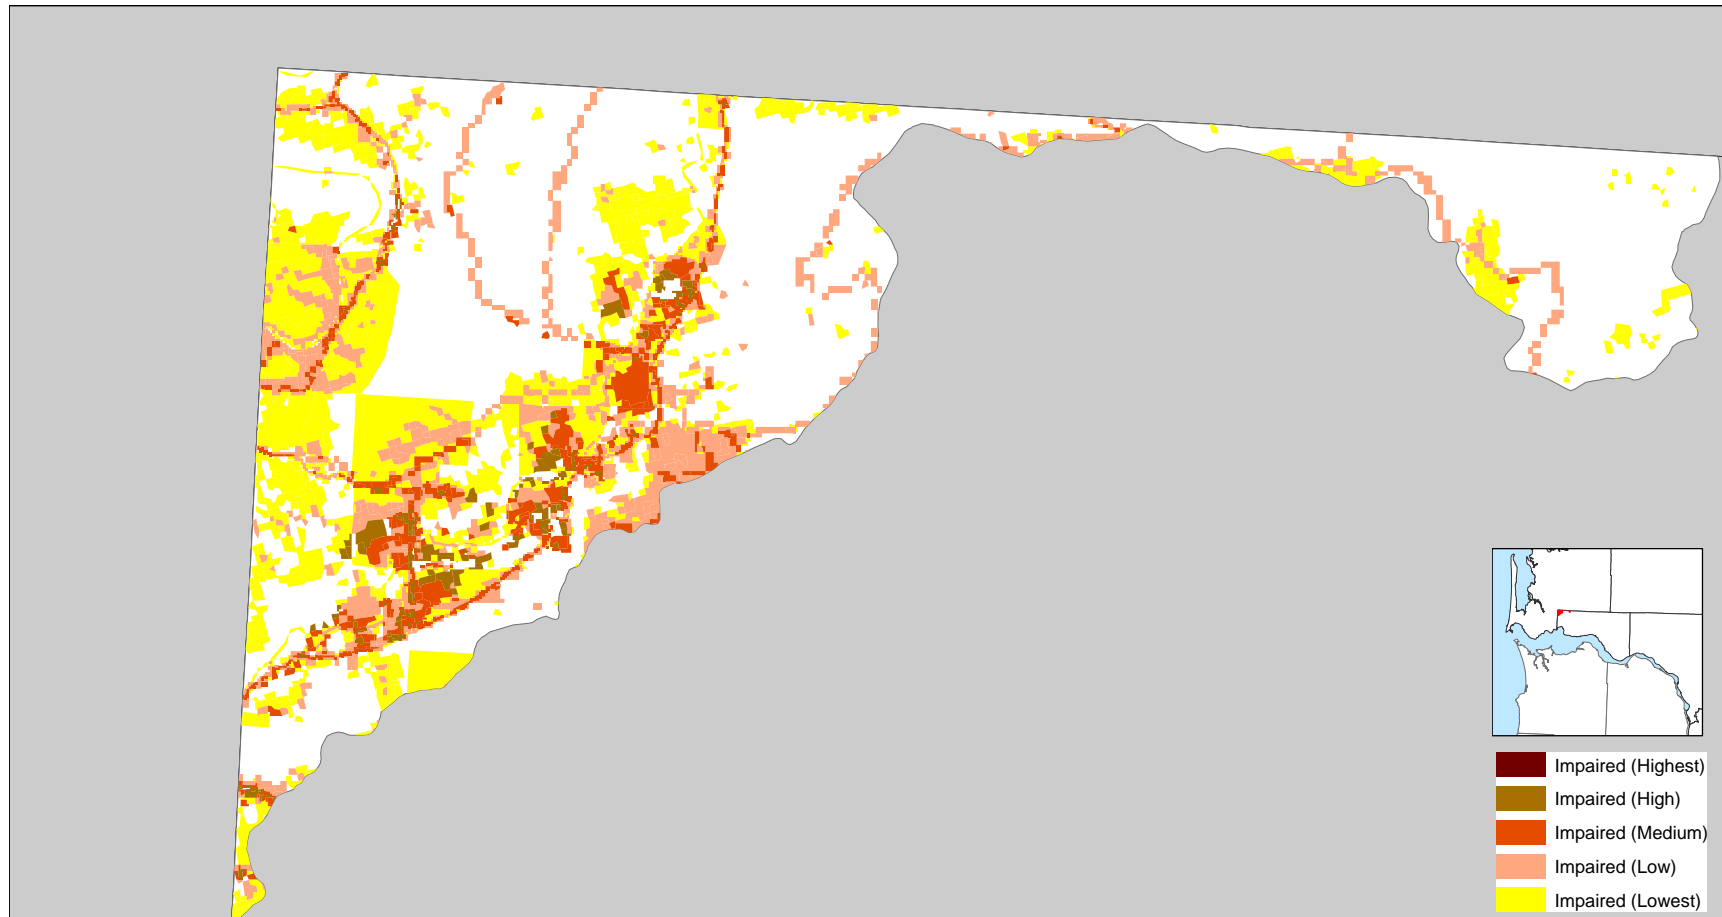 Impaired (Highest)
Impaired (High)
Impaired (Medium)
Impaired (Low)
Impaired (Lowest)